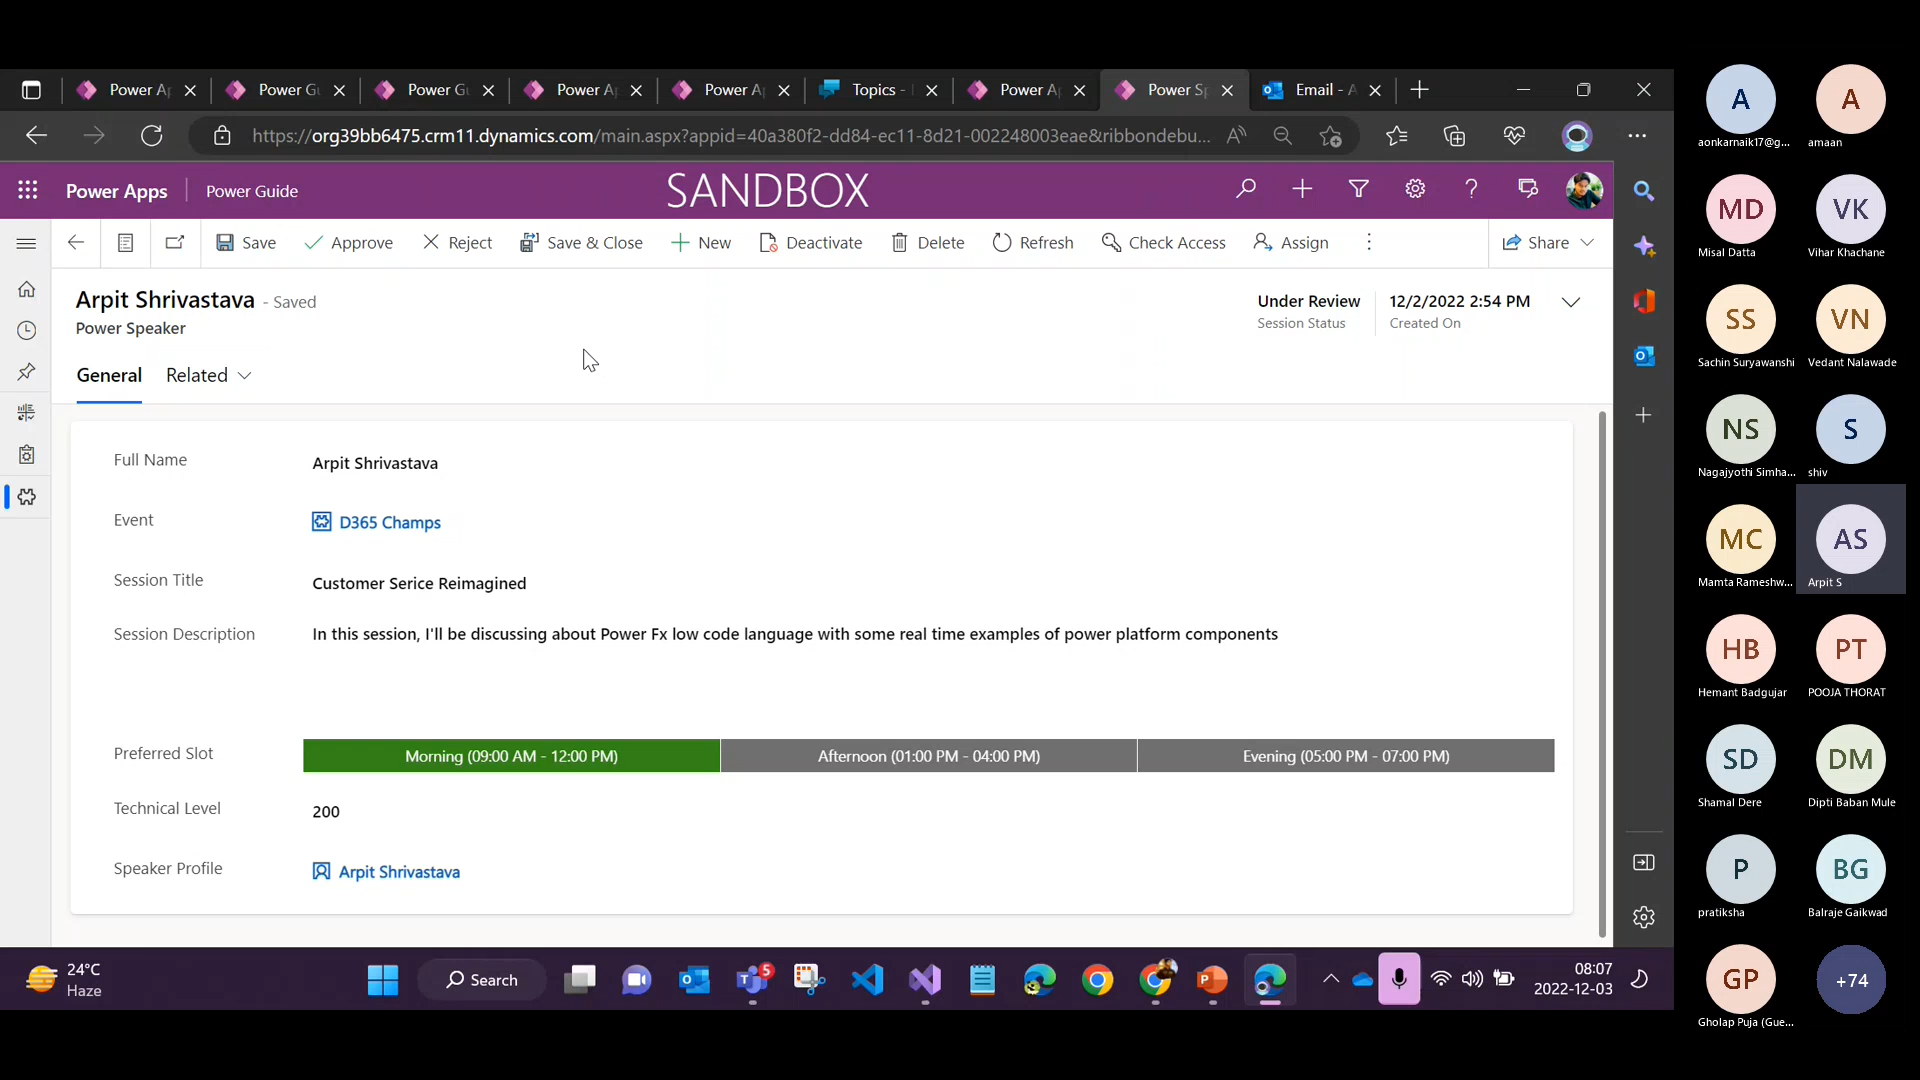 Power Ap
Power Gu
Power Gu
Power Ap
Power Ap
Topics -
Power Ap
Power Sp
Email - A
https://org39bb6475.crm11.dynamics.com/main.aspx?appid=40a380f2-dd84-ec11-8d21-002248003eae&ribbondebu...
Power Apps
Power Guide
SANDBOX
Save
Approve
Reject
Save & Close
New
Deactivate
Delete
Refresh
Check Access
Assign
Share
Arpit Shrivastava - Saved
Power Speaker
Under Review
Session Status
12/2/2022 2:54 PM
Created On
General
Related
Full Name
Arpit Shrivastava
Event
D365 Champs
Session Title
Customer Serice Reimagined
Session Description
In this session, I'll be discussing about Power Fx low code language with some real time examples of power platform components
Preferred Slot
Morning (09:00 AM - 12:00 PM)
Afternoon (01:00 PM - 04:00 PM)
Evening (05:00 PM - 07:00 PM)
Technical Level
200
Speaker Profile
Arpit Shrivastava
24°C
Haze
Search
5
08:07
2022-12-03
A
aonkarnaik17@g...
A
amaan
MD
Misal Datta
VK
Vihar Khachane
SS
Sachin Suryawanshi
VN
Vedant Nalawade
NS
Nagajyothi Simha...
S
shiv
MC
Mamta Rameshw...
AS
Arpit S
HB
Hemant Badgujar
PT
POOJA THORAT
SD
Shamal Dere
DM
Dipti Baban Mule
P
pratiksha
BG
Balraje Gaikwad
GP
Gholap Puja (Gue...
+74